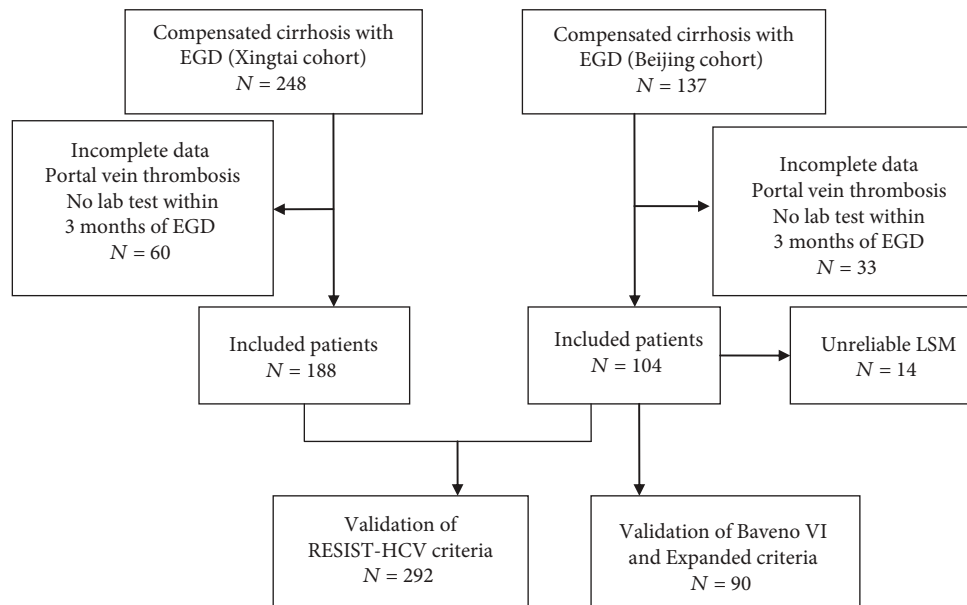 Compensated cirrhosis with
EGD (Xingtai cohort)
N = 248
Compensated cirrhosis with
EGD (Beijing cohort)
N = 137
Incomplete data
Portal vein thrombosis
No lab test within
3 months of EGD
N = 60
Incomplete data
Portal vein thrombosis
No lab test within
3 months of EGD
N = 33
Included patients
N = 188
Included patients
N = 104
Unreliable LSM
N = 14
Validation of
RESIST-HCV criteria
N = 292
Validation of Baveno VI
and Expanded criteria
N = 90